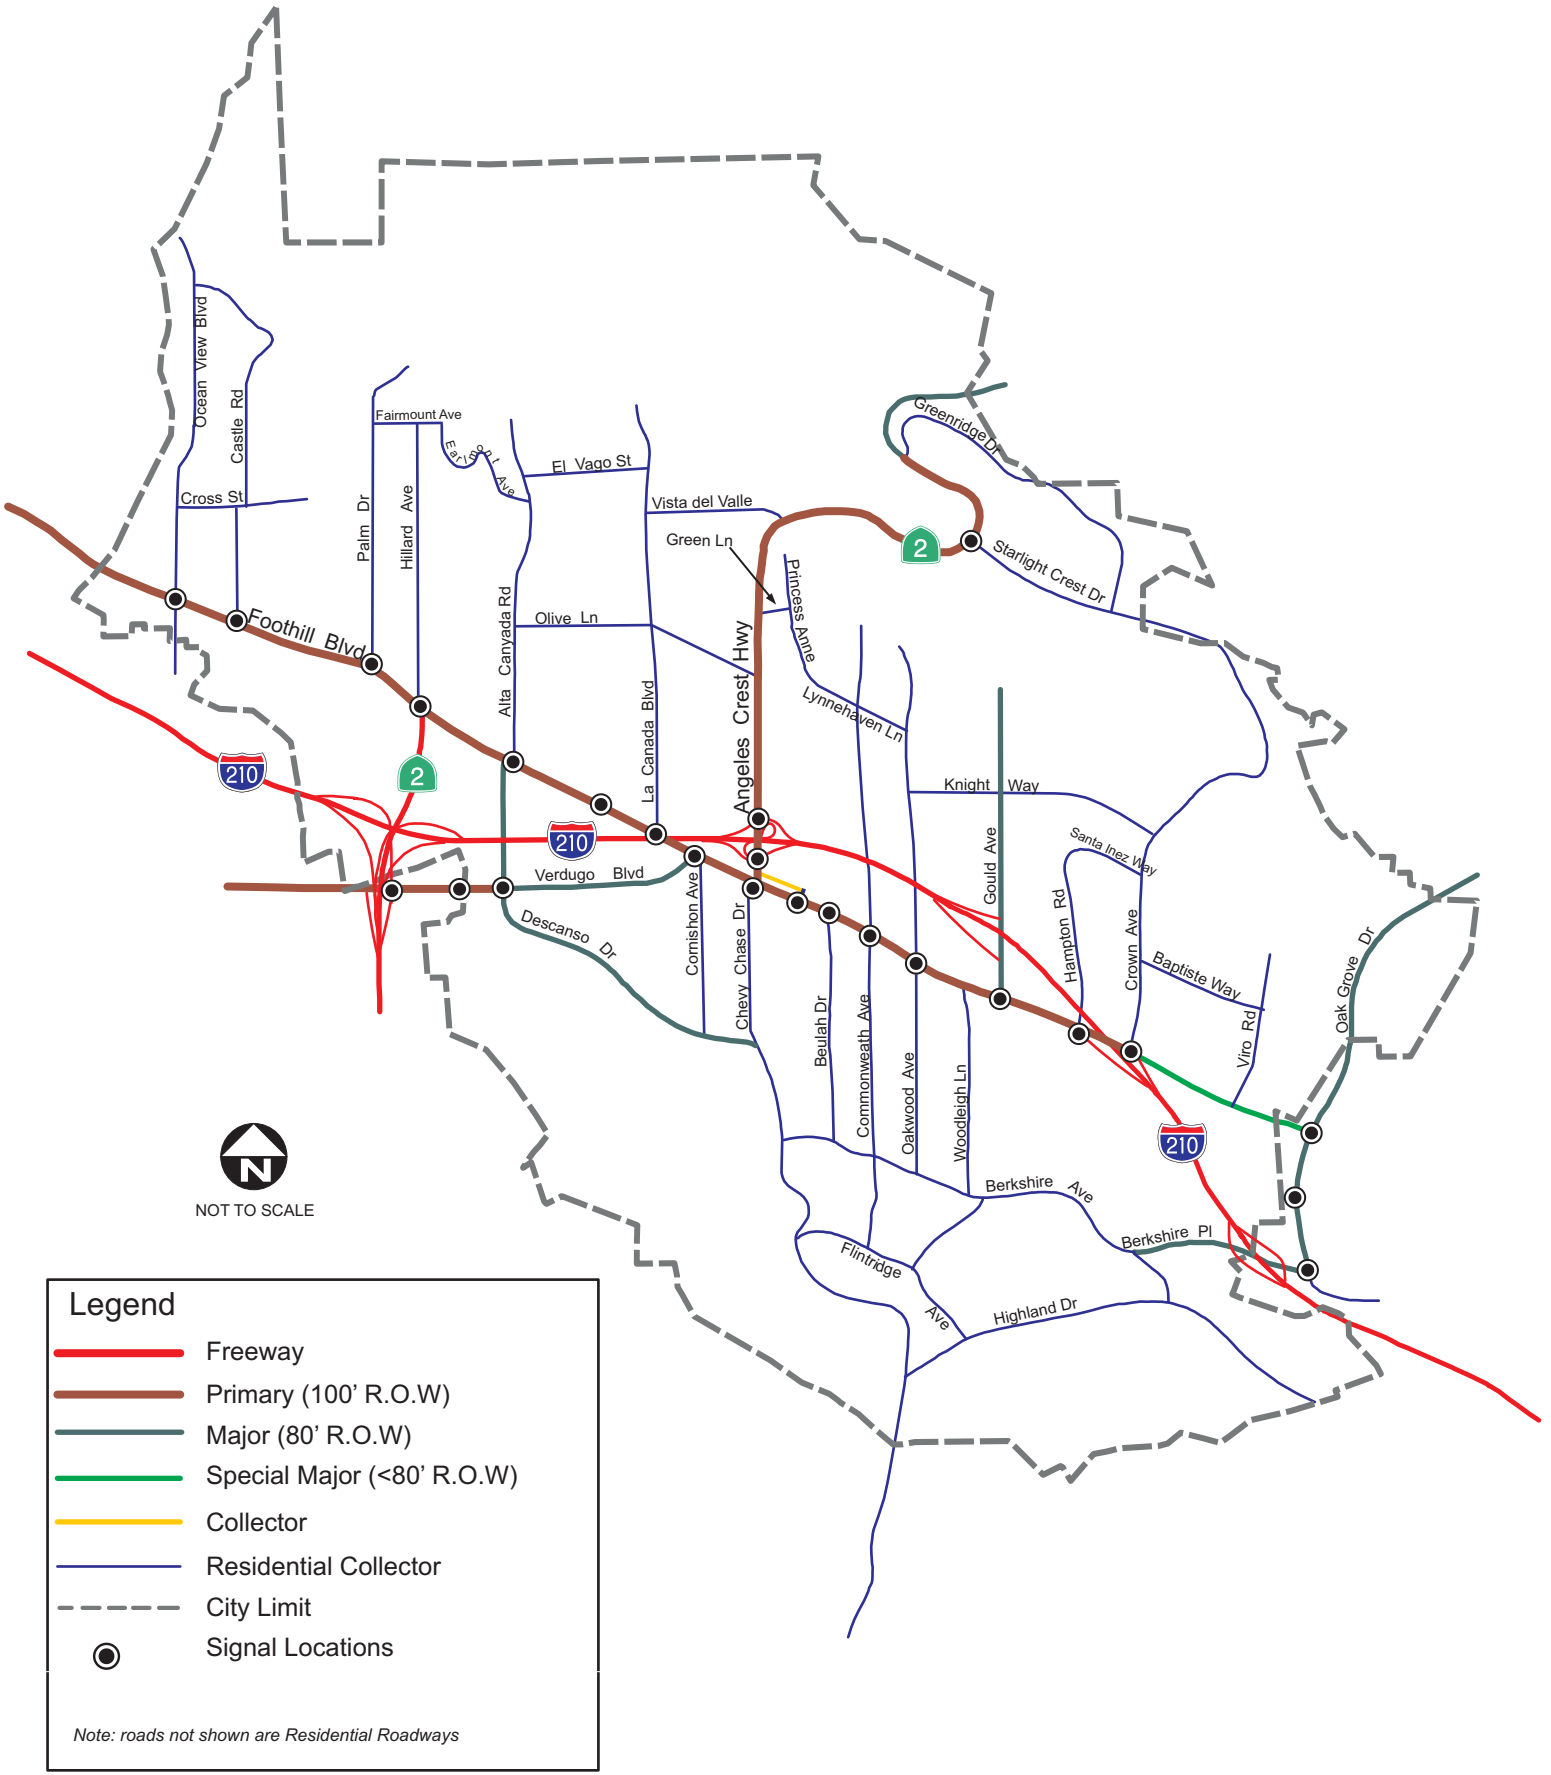 Ocean View Blvd
Castle Rd
Cross St
Foothill Blvd
Palm Dr
Fairmount Ave
Hillard Ave
Earlmont Ave
El Vago St
Vista del Valle
Green Ln
Olive Ln
Alta Canyada Rd
La Canada Blvd
Angeles Crest Hwy
Princess Anne
Lynnehaven Ln
Greenridge Dr
2
Starlight Crest Dr
Knight Way
Gould Ave
Santa Inez Way
Hampton Rd
Crown Ave
Baptiste Way
Viro Rd
Oak Grove Dr
210
2
210
Verdugo Blvd
Descanso Dr
Cornishon Ave
Chevy Chase Dr
Beulah Dr
Commonweath Ave
Oakwood Ave
Woodleigh Ln
210
Berkshire Ave
Berkshire Pl
Flintridge Ave
Highland Dr
N
NOT TO SCALE
Legend
Freeway
Primary (100’ R.O.W)
Major (80’ R.O.W)
Special Major (<80’ R.O.W)
Collector
Residential Collector
City Limit
Signal Locations
Note: roads not shown are Residential Roadways